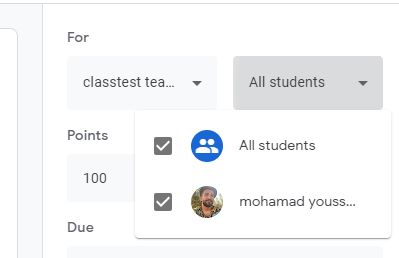 For
classtest tea...
All students
Points
All students
100
mohamad youss...
Due